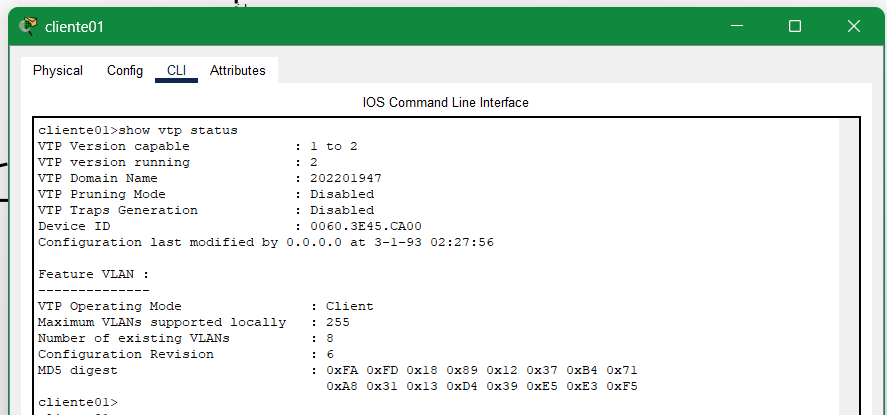 cliente01
Physical Config CLI Attributes
IOS Command Line Interface
cliente01>show vtp status
VTP Version capable : 1 to 2
VTP version running : 2
VTP Domain Name : 202201947
VTP Pruning Mode : Disabled
VTP Traps Generation : Disabled
Device ID : 0060.3E45.CA00
Configuration last modified by 0.0.0.0 at 3-1-93 02:27:56
Feature VLAN :
--------------
VTP Operating Mode : Client
Maximum VLANs supported locally : 255
Number of existing VLANs : 8
Configuration Revision : 6
MD5 digest : 0xFA 0xFD 0x18 0x89 0x12 0x37 0xB4 0x71
0xA8 0x31 0x13 0xD4 0x39 0xE5 0xE3 0xF5
cliente01>